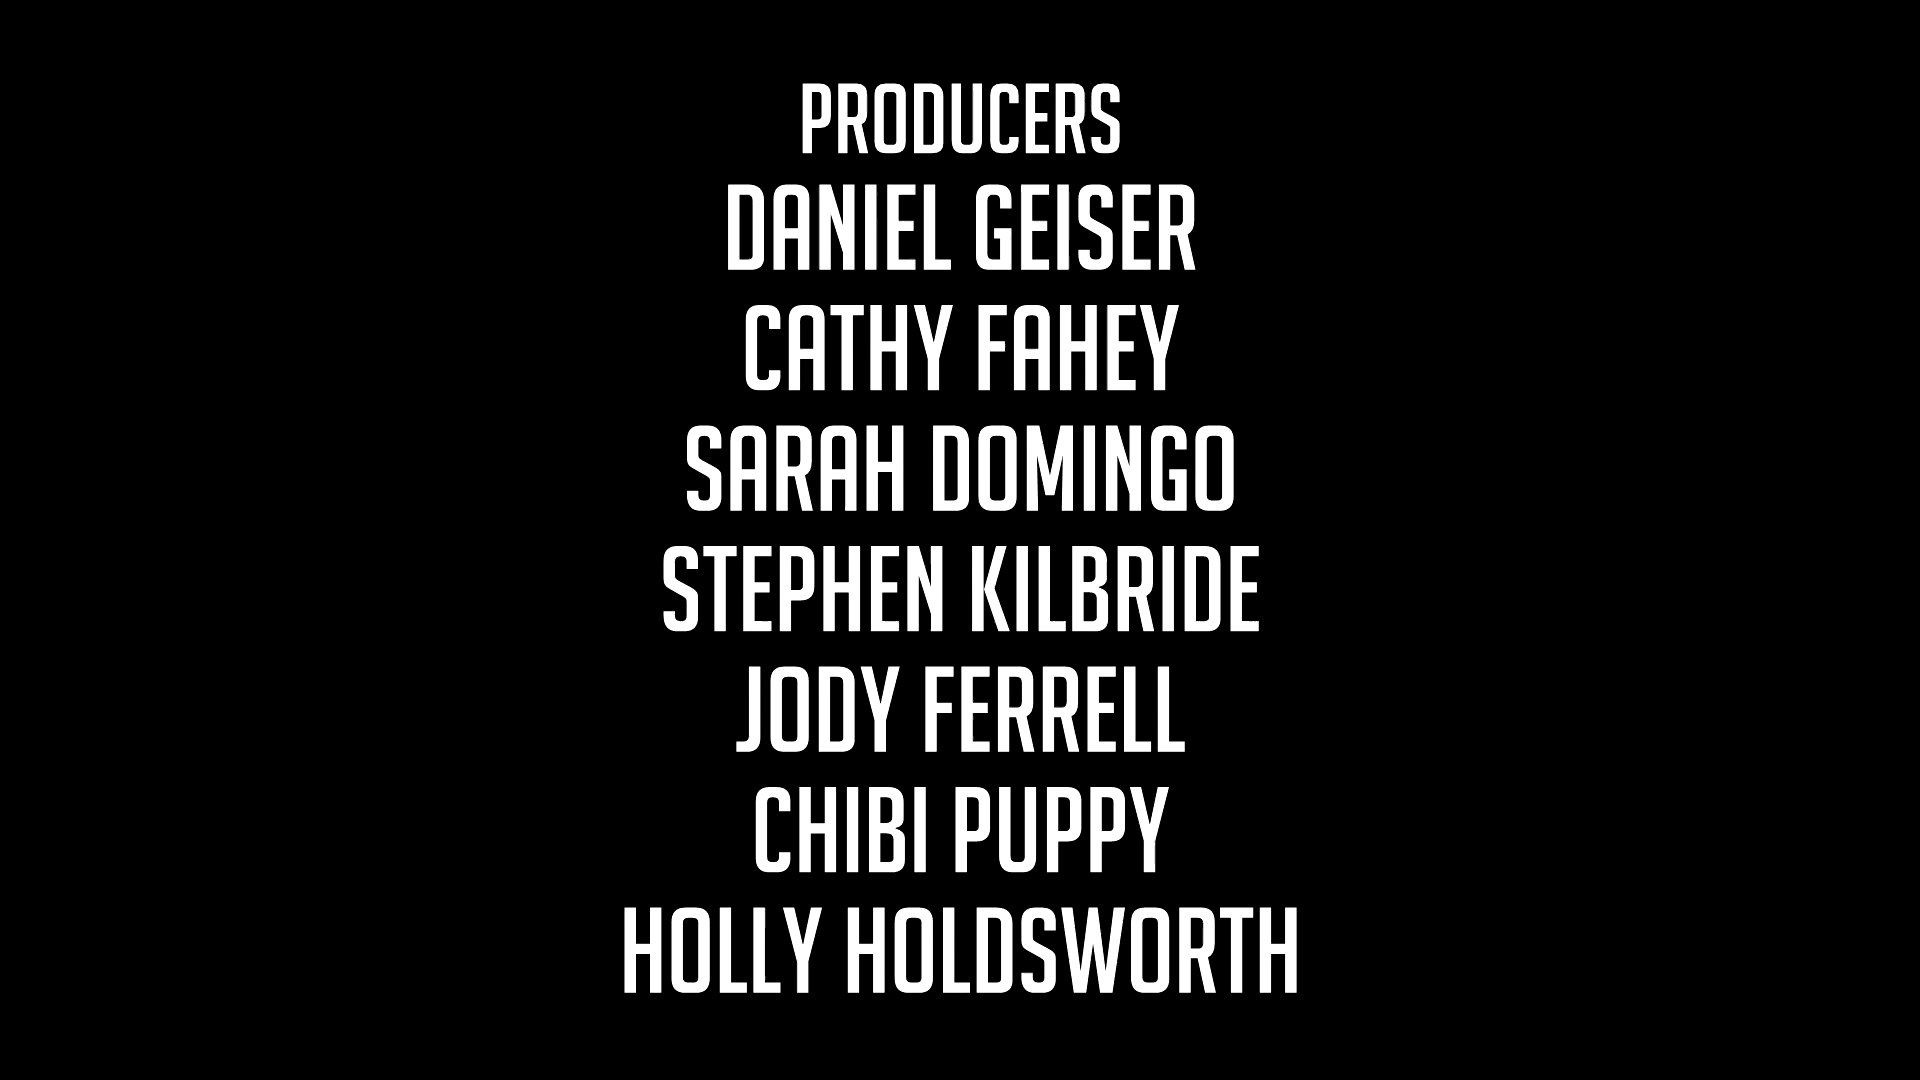 PRODUCERS
DANIEL GEISER
CATHY FAHEY
SARAH DOMINGO
STEPHEN KILBRIDE
JODY FERRELL
CHIBI PUPPY
HOLLY HOLDSWORTH